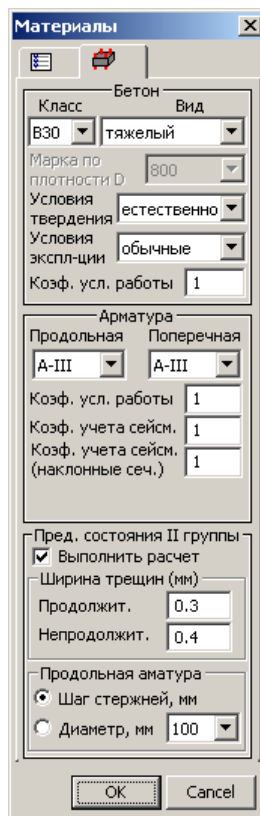 Материалы
Бетон
Класс Вид
B30 тяжелый
Марка по
плотности D 800
Условия
твердения естественно
Условия
экспл-ции обычные
Коэф. усл. работы 1
Арматура
Продольная Поперечная
A-III A-III
Коэф. усл. работы 1
Коэф. учета сейсм. 1
Коэф. учета сейсм.
(наклонные сеч.) 1
Пред. состояния II группы
Выполнить расчет
Ширина трещин (мм)
Продолжит. 0.3
Непродолжит. 0.4
Продольная аматура
Шаг стержней, мм
Диаметр, мм 100
OK Cancel